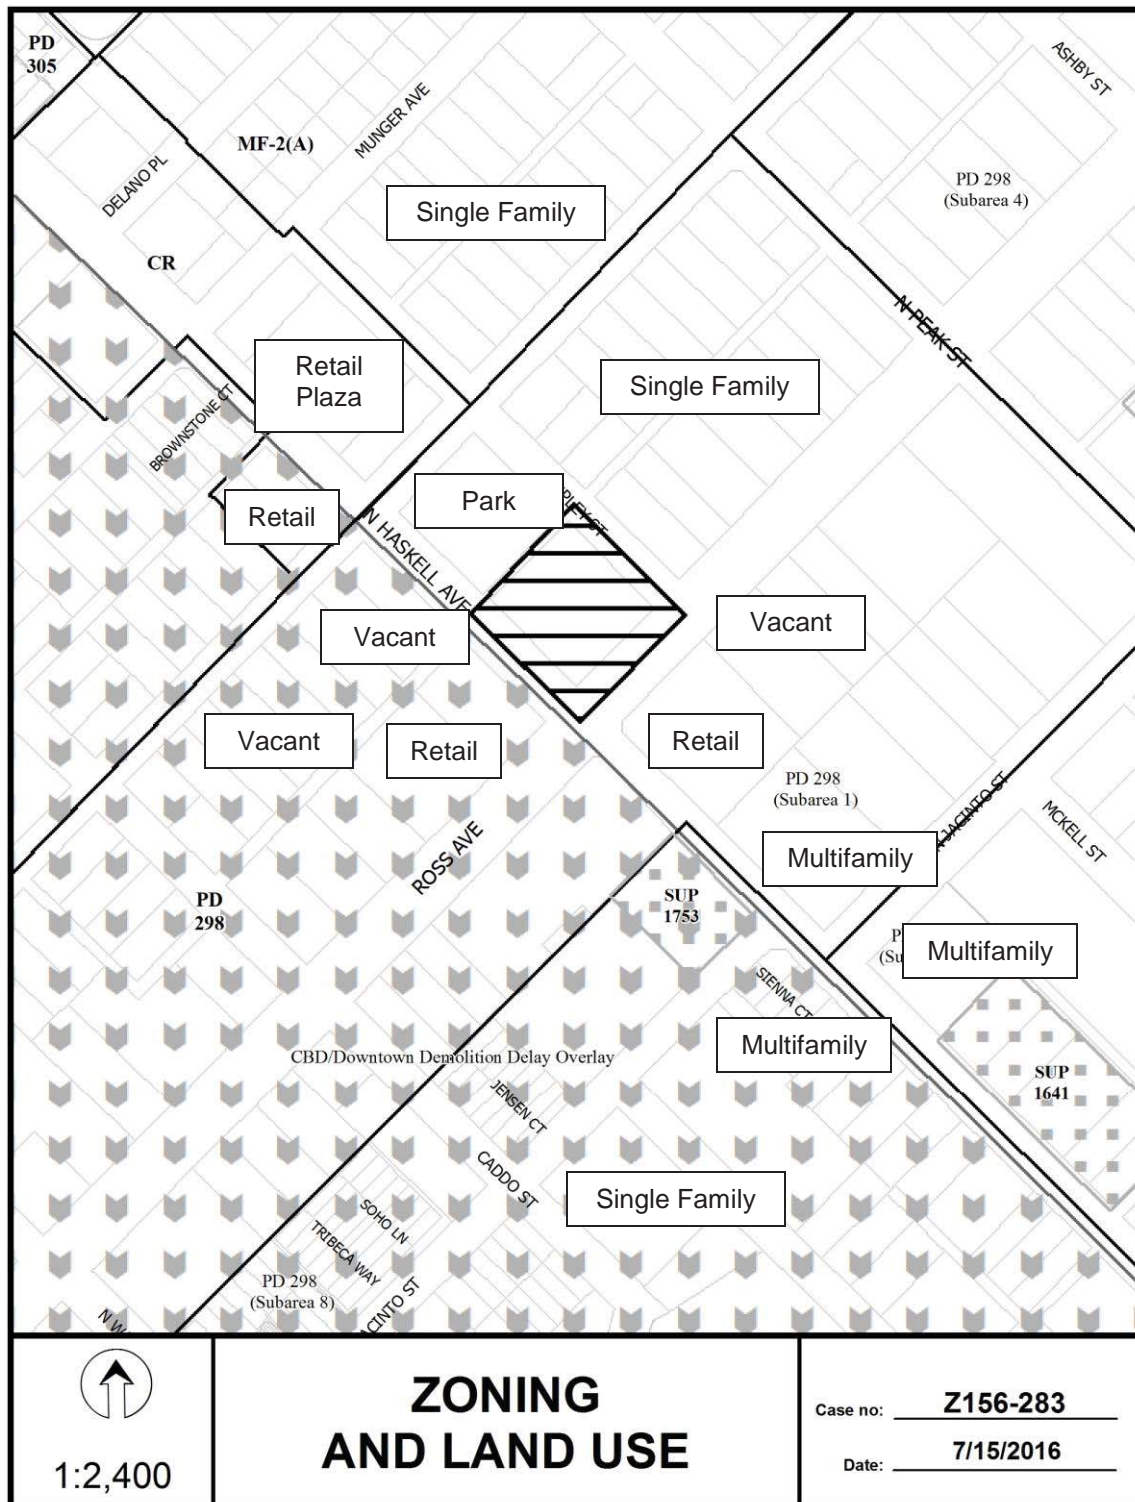 PD
305
ASHBY ST
MUNGER AVE
MF-2(A)
DELANO PL
PD 298
(Subarea 4)
Single Family
CR
N PEAK ST
Retail
Plaza
Single Family
BROWNSTONE CT
Park
Retail
N HASKELL AVE
Vacant
Vacant
Vacant
Retail
Retail
PD 298
(Subarea 1)
MCKELL ST
ROSS AVE
Multifamily
JACINTO ST
SUP
1753
PD
298
Multifamily
SIENNA CT
Multifamily
CBD/Downtown Demolition Delay Overlay
SUP
1641
JENSEN CT
CADDO ST
Single Family
SOHO LN
TRIBECA WAY
PD 298
(Subarea 8)
1:2,400
ZONING
AND LAND USE
Case no: Z156-283
Date: 7/15/2016